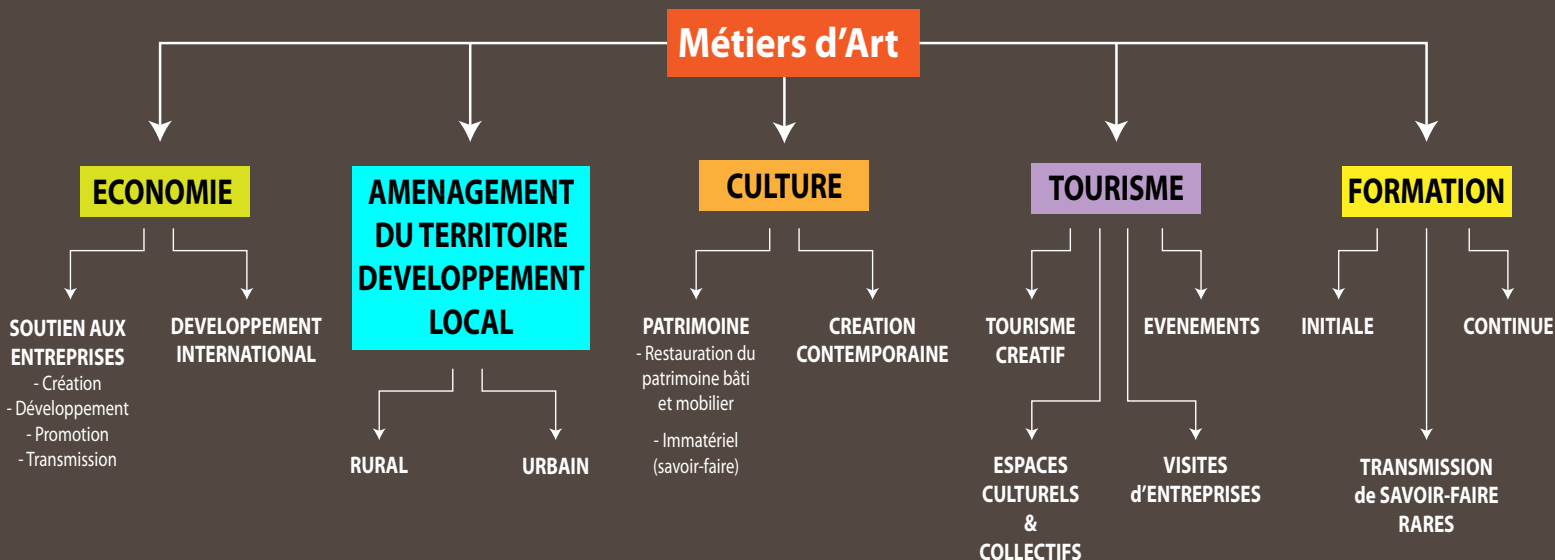 Métiers d'Art
ECONOMIE
SOUTIEN AUX
ENTREPRISES
- Création
- Développement
- Promotion
- Transmission
DEVELOPPEMENT
INTERNATIONAL
AMENAGEMENT
DU TERRITOIRE
DEVELOPPEMENT
LOCAL
RURAL
URBAIN
CULTURE
PATRIMOINE
- Restauration du
patrimoine bâti
et mobilier
- Immatériel
(savoir-faire)
CREATION
CONTEMPORAINE
TOURISME
TOURISME
CREATIF
ESPACES
CULTURELS
&
COLLECTIFS
VISITES
d'ENTREPRISES
EVENEMENTS
FORMATION
INITIALE
TRANSMISSION
de SAVOIR-FAIRE
RARES
CONTINUE